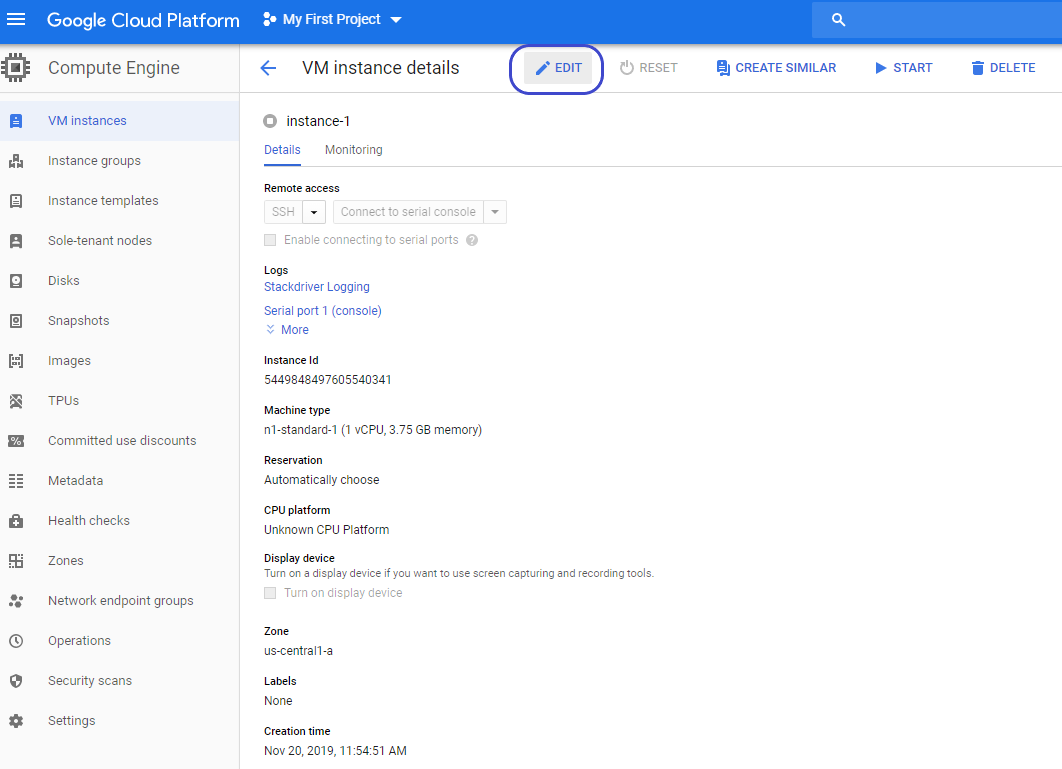 Google Cloud Platform
My First Project
Compute Engine
VM instance details
EDIT
RESET
CREATE SIMILAR
START
DELETE
VM instances
Instance groups
Instance templates
Sole-tenant nodes
Disks
Snapshots
Images
TPUs
Committed use discounts
Metadata
Health checks
Zones
Network endpoint groups
Operations
Security scans
Settings
instance-1
Details
Monitoring
Remote access
SSH
Connect to serial console
Enable connecting to serial ports
Logs
Stackdriver Logging
Serial port 1 (console)
More
Instance Id
5449848497605540341
Machine type
n1-standard-1 (1 vCPU, 3.75 GB memory)
Reservation
Automatically choose
CPU platform
Unknown CPU Platform
Display device
Turn on a display device if you want to use screen capturing and recording tools.
Turn on display device
Zone
us-central1-a
Labels
None
Creation time
Nov 20, 2019, 11:54:51 AM